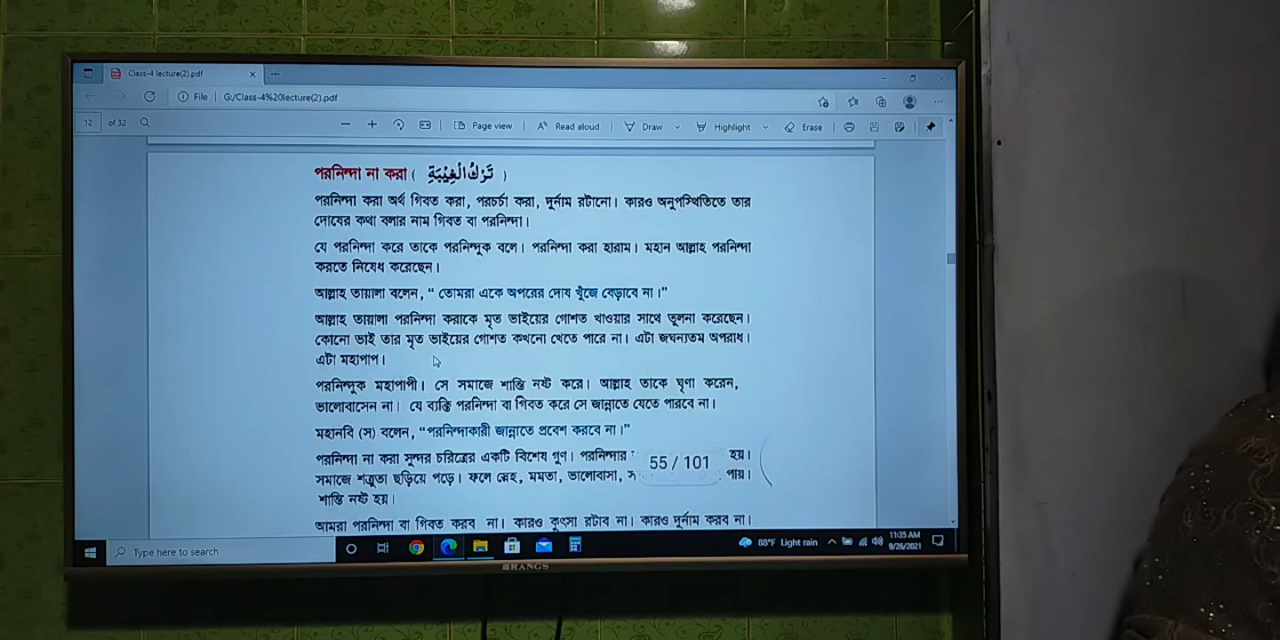 Class-4 lecture(2).pdf
File G:/Class-4%20lecture(2).pdf
12 of 32 Page view Read aloud Draw Highlight Erase
পরনিন্দা না করা ( تَرْكُ الْغِيْبَةِ )
পরনিন্দা করা অর্থ গিবত করা, পরচর্চা করা, দুর্নাম রটানো। কারও অনুপস্থিতিতে তার
দোষের কথা বলার নাম গিবত বা পরনিন্দা।
যে পরনিন্দা করে তাকে পরনিন্দুক বলে। পরনিন্দা করা হারাম। মহান আল্লাহ পরনিন্দা
করতে নিষেধ করেছেন।
আল্লাহ তায়ালা বলেন, “ তোমরা একে অপরের দোষ খুঁজে বেড়াবে না।”
আল্লাহ তায়ালা পরনিন্দা করাকে মৃত ভাইয়ের গোশত খাওয়ার সাথে তুলনা করেছেন।
কোনো ভাই তার মৃত ভাইয়ের গোশত কখনো খেতে পারে না। এটা জঘন্যতম অপরাধ।
এটা মহাপাপ।
পরনিন্দুক মহাপাপী। সে সমাজে শান্তি নষ্ট করে। আল্লাহ তাকে ঘৃণা করেন,
ভালোবাসেন না। যে ব্যক্তি পরনিন্দা বা গিবত করে সে জান্নাতে যেতে পারবে না।
মহানবি (স) বলেন, “পরনিন্দাকারী জান্নাতে প্রবেশ করবে না।”
পরনিন্দা না করা সুন্দর চরিত্রের একটি বিশেষ গুণ। পরনিন্দার হয়।
55 / 101
সমাজে শত্রুতা ছড়িয়ে পড়ে। ফলে স্নেহ, মমতা, ভালোবাসা, পায়।
শান্তি নষ্ট হয়।
আমরা পরনিন্দা বা গিবত করব না। কারও কুৎসা রটাব না। কারও দুর্নাম করব না।
Type here to search 88°F Light rain 11:35 AM
9/26/2021
RANGS